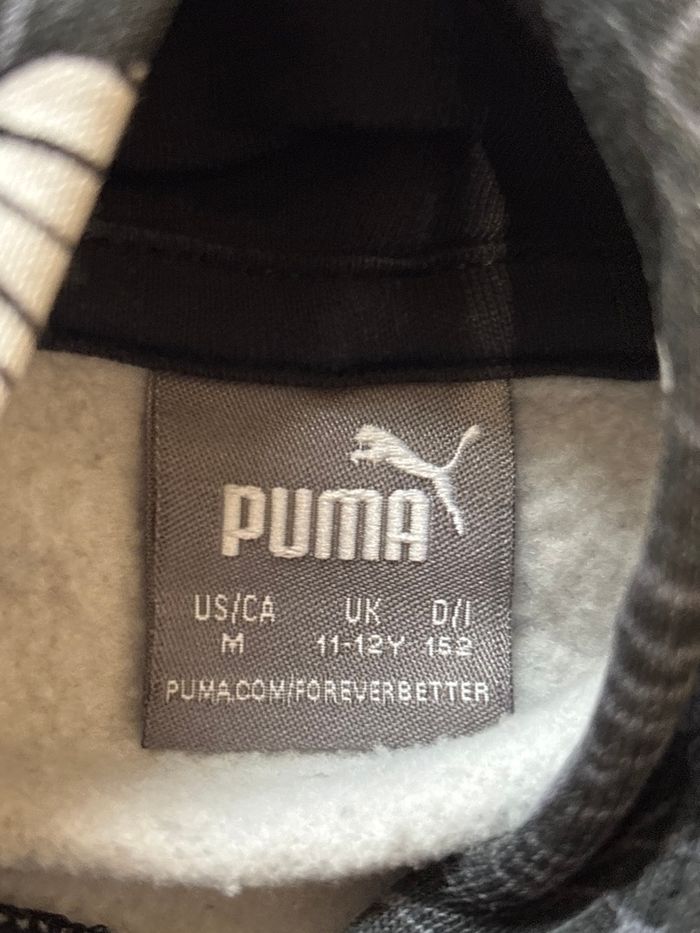 PUMA
US/CA UK D/I
M 11-12Y 152
PUMA.COM/FOREVERBETTER